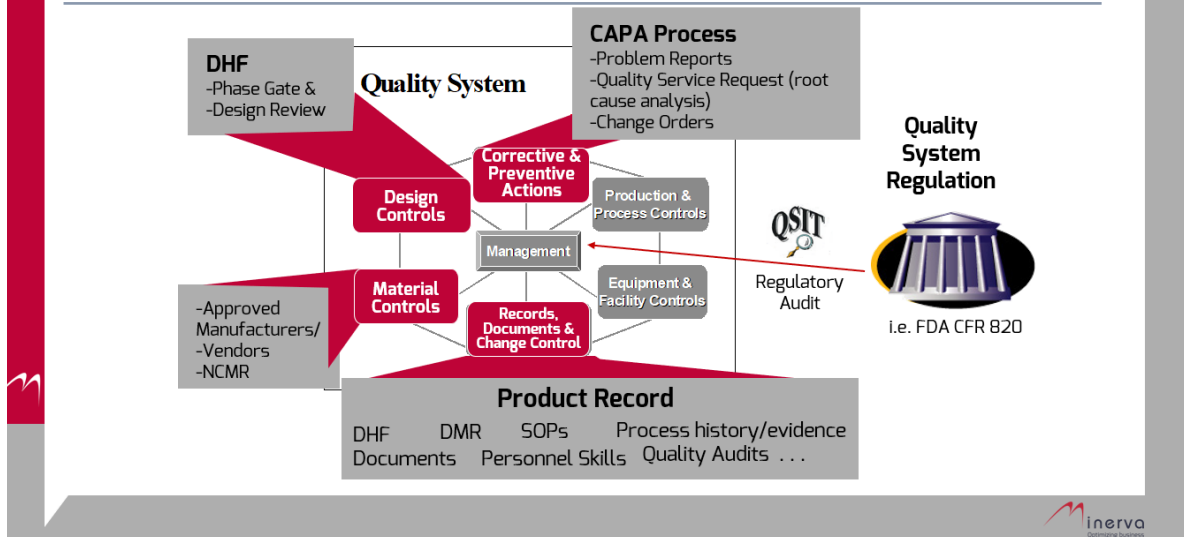 DHF
-Phase Gate &
-Design Review
Quality System
CAPA Process
-Problem Reports
-Quality Service Request (root
cause analysis)
-Change Orders
Quality
System
Regulation
Corrective &
Preventive
Actions
Design
Controls
Production &
Process Controls
Management
QSIT
Regulatory
Audit
i.e. FDA CFR 820
Material
Controls
Equipment &
Facility Controls
Records,
Documents &
Change Control
-Approved
Manufacturers/
-Vendors
-NCMR
Product Record
DHF DMR SOPs Process history/evidence
Documents Personnel Skills Quality Audits . . .
Minerva
Optimizing business